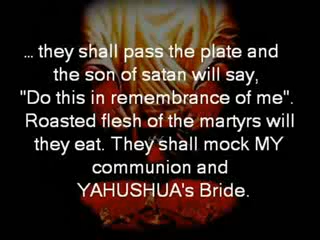 ... they shall pass the plate and
the son of satan will say,
"Do this in remembrance of me".
Roasted flesh of the martyrs will
they eat. They shall mock MY
communion and
YAHUSHUA's Bride.